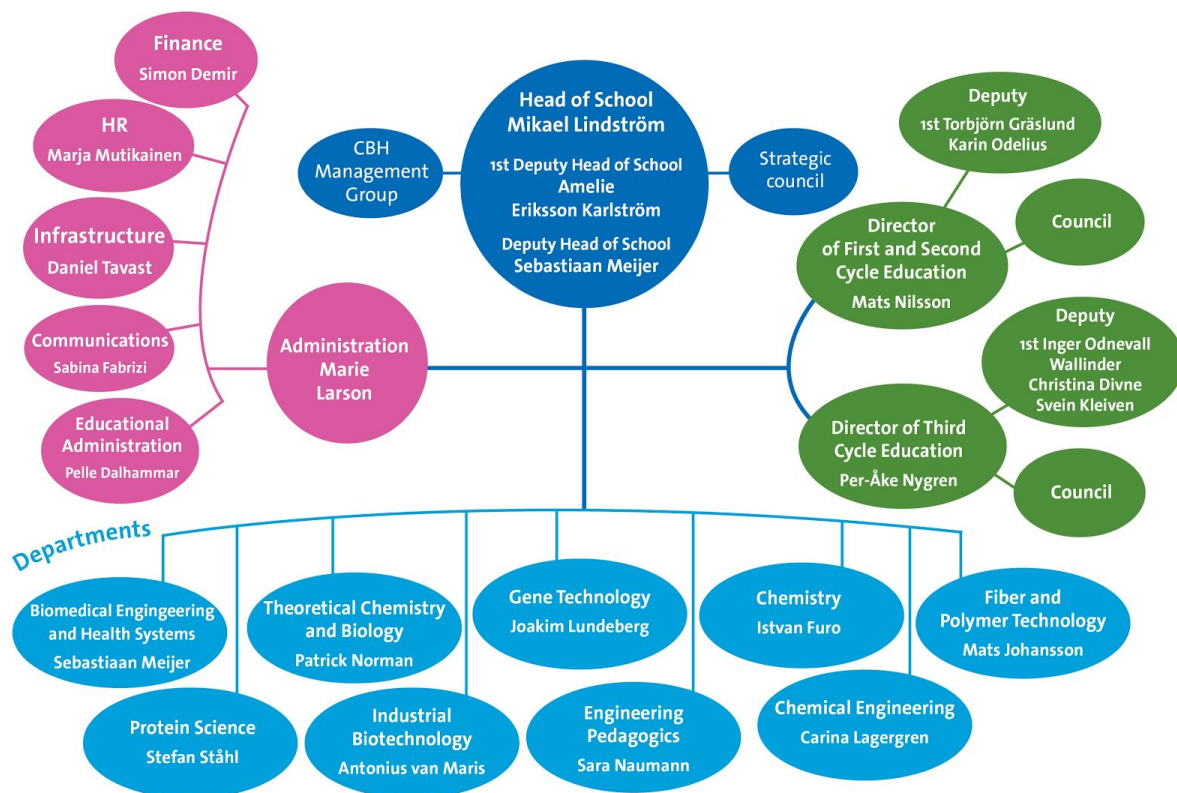 Finance
Simon Demir
HR
Marja Mutikainen
Infrastructure
Daniel Tavast
Communications
Sabina Fabrizi
Educational
Administration
Pelle Dalhammar
Administration
Marie
Larson
CBH
Management
Group
Head of School
Mikael Lindström
1st Deputy Head of School
Amelie
Eriksson Karlström
Deputy Head of School
Sebastiaan Meijer
Strategic
council
Deputy
1st Torbjörn Gräslund
Karin Odelius
Director
of First and Second
Cycle Education
Mats Nilsson
Council
Deputy
1st Inger Odnevall
Wallinder
Christina Divne
Svein Kleiven
Director of Third
Cycle Education
Per-Åke Nygren
Council
Departments
Biomedical Engingeering
and Health Systems
Sebastiaan Meijer
Theoretical Chemistry
and Biology
Patrick Norman
Gene Technology
Joakim Lundeberg
Chemistry
Istvan Furo
Fiber and
Polymer Technology
Mats Johansson
Protein Science
Stefan Ståhl
Industrial
Biotechnology
Antonius van Maris
Engineering
Pedagogics
Sara Naumann
Chemical Engineering
Carina Lagergren